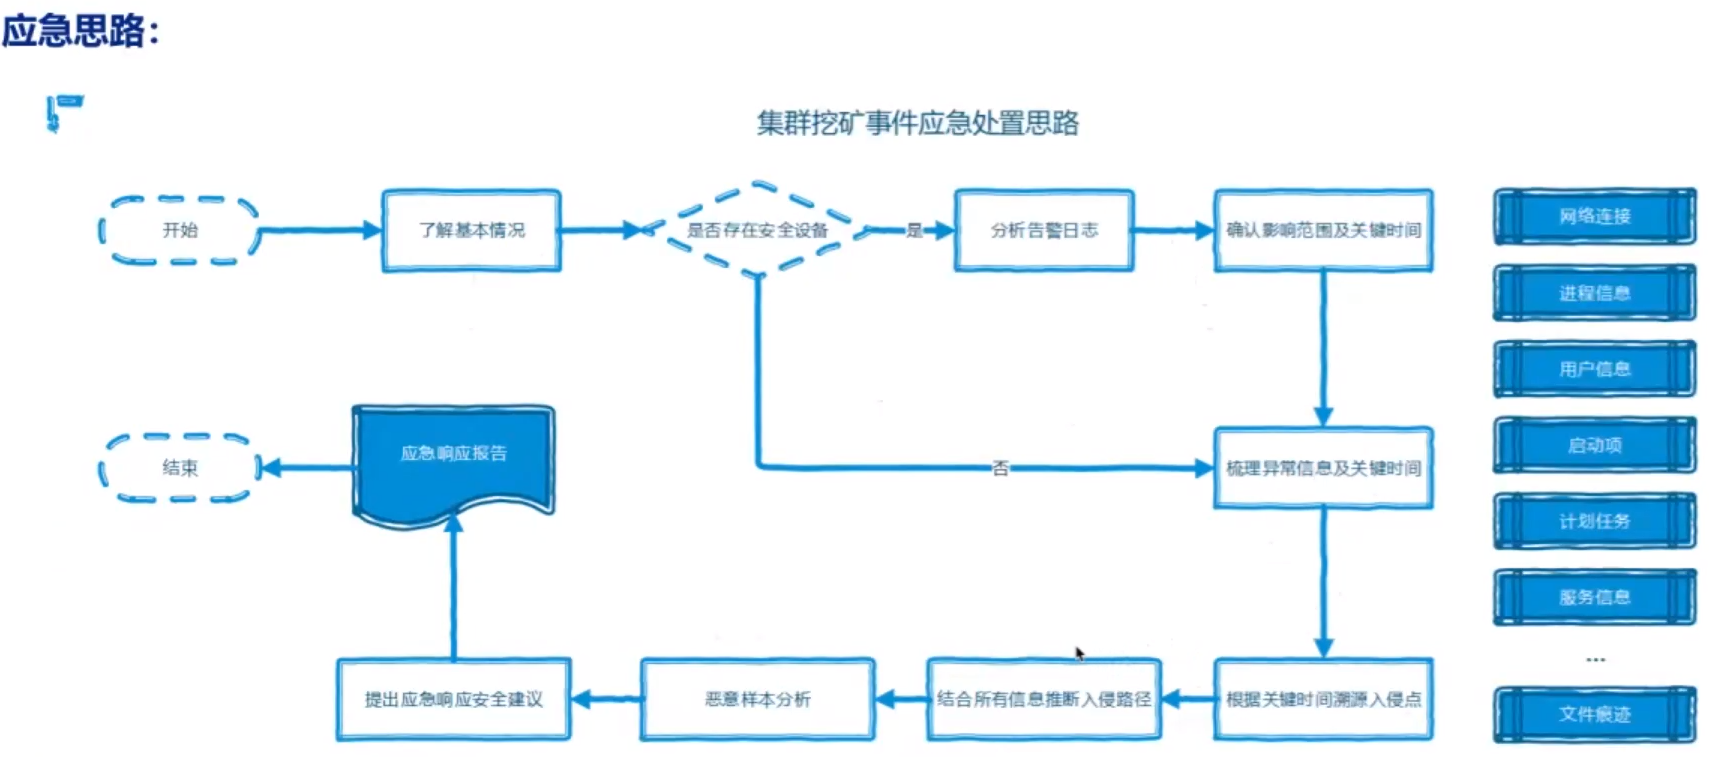 应急思路：
集群挖矿事件应急处置思路
开始
了解基本情况
是否存在安全设备
是
分析告警日志
确认影响范围及关键时间
否
梳理异常信息及关键时间
根据关键时间溯源入侵点
结合所有信息推断入侵路径
恶意样本分析
提出应急响应安全建议
应急响应报告
结束
网络连接
进程信息
用户信息
启动项
计划任务
服务信息
...
文件痕迹